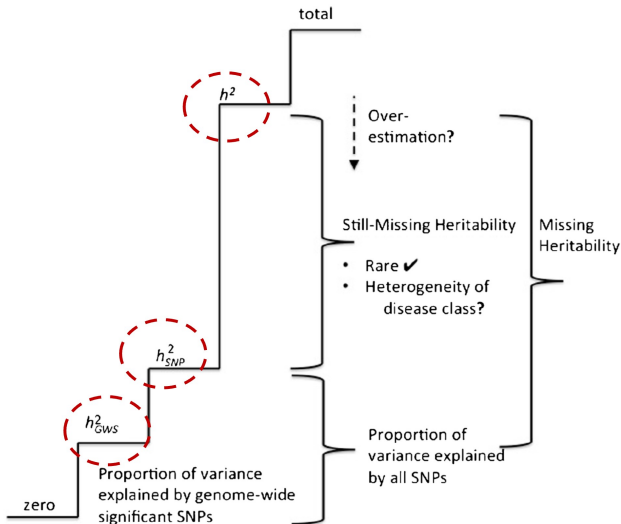 total
h²
Over-
estimation?
Still-Missing Heritability
• Rare ✔
• Heterogeneity of
disease class?
Missing
Heritability
h²SNP
h²GWS
Proportion of
variance explained
by all SNPs
Proportion of variance
explained by genome-wide
significant SNPs
zero